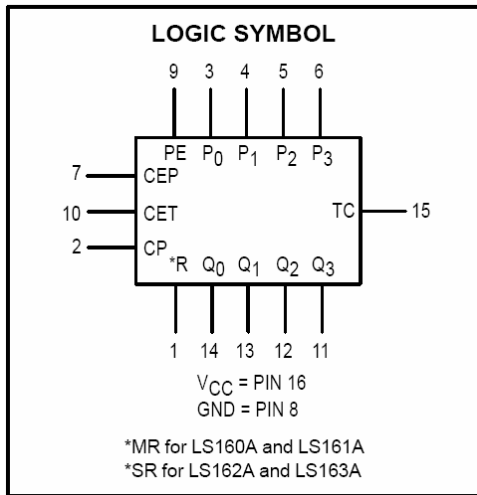 LOGIC SYMBOL
9 3 4 5 6
PE P0 P1 P2 P3
7 CEP
10 CET TC 15
2 CP
*R Q0 Q1 Q2 Q3
1 14 13 12 11
VCC = PIN 16
GND = PIN 8
*MR for LS160A and LS161A
*SR for LS162A and LS163A